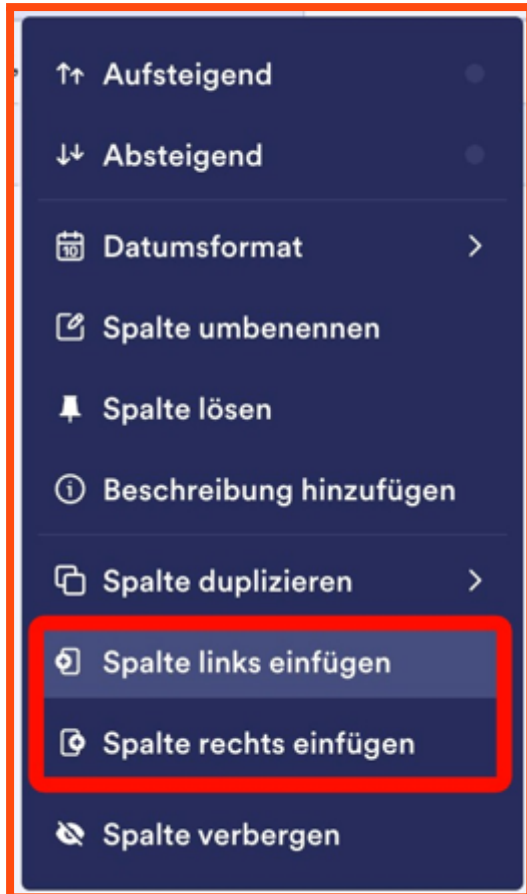 Aufsteigend
Absteigend
10 Datumsformat
Spalte umbenennen
Spalte lösen
Beschreibung hinzufügen
Spalte duplizieren
Spalte links einfügen
Spalte rechts einfügen
Spalte verbergen